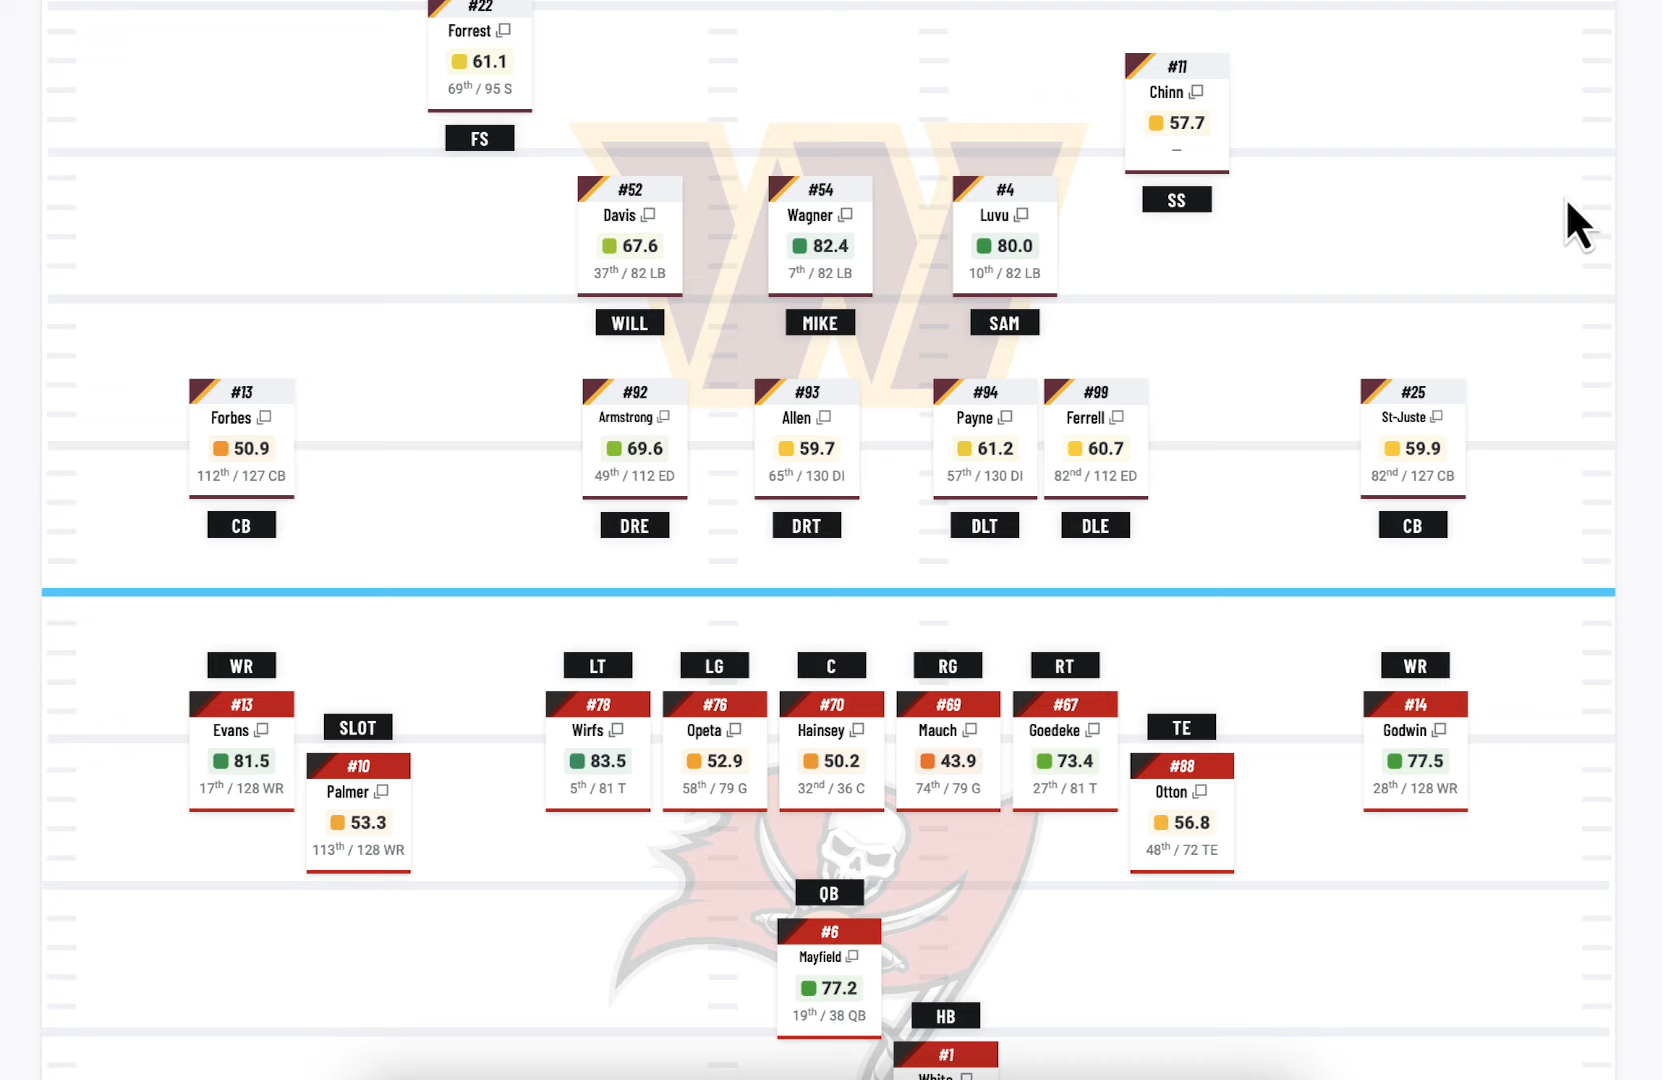 #22
Forrest
61.1
69th / 95 S
FS
#11
Chinn
57.7
–
SS
#52
Davis
67.6
37th / 82 LB
WILL
#54
Wagner
82.4
7th / 82 LB
MIKE
#4
Luvu
80.0
10th / 82 LB
SAM
#13
Forbes
50.9
112th / 127 CB
CB
#92
Armstrong
69.6
49th / 112 ED
DRE
#93
Allen
59.7
65th / 130 DI
DRT
#94
Payne
61.2
57th / 130 DI
DLT
#99
Ferrell
60.7
82nd / 112 ED
DLE
#25
St-Juste
59.9
82nd / 127 CB
CB
WR
#13
Evans
81.5
17th / 128 WR
SLOT
#10
Palmer
53.3
113th / 128 WR
LT
#78
Wirfs
83.5
5th / 81 T
LG
#76
Opeta
52.9
58th / 79 G
C
#70
Hainsey
50.2
32nd / 36 C
RG
#69
Mauch
43.9
74th / 79 G
RT
#67
Goedeke
73.4
27th / 81 T
TE
#88
Otton
56.8
48th / 72 TE
WR
#14
Godwin
77.5
28th / 128 WR
QB
#6
Mayfield
77.2
19th / 38 QB
HB
#1
White